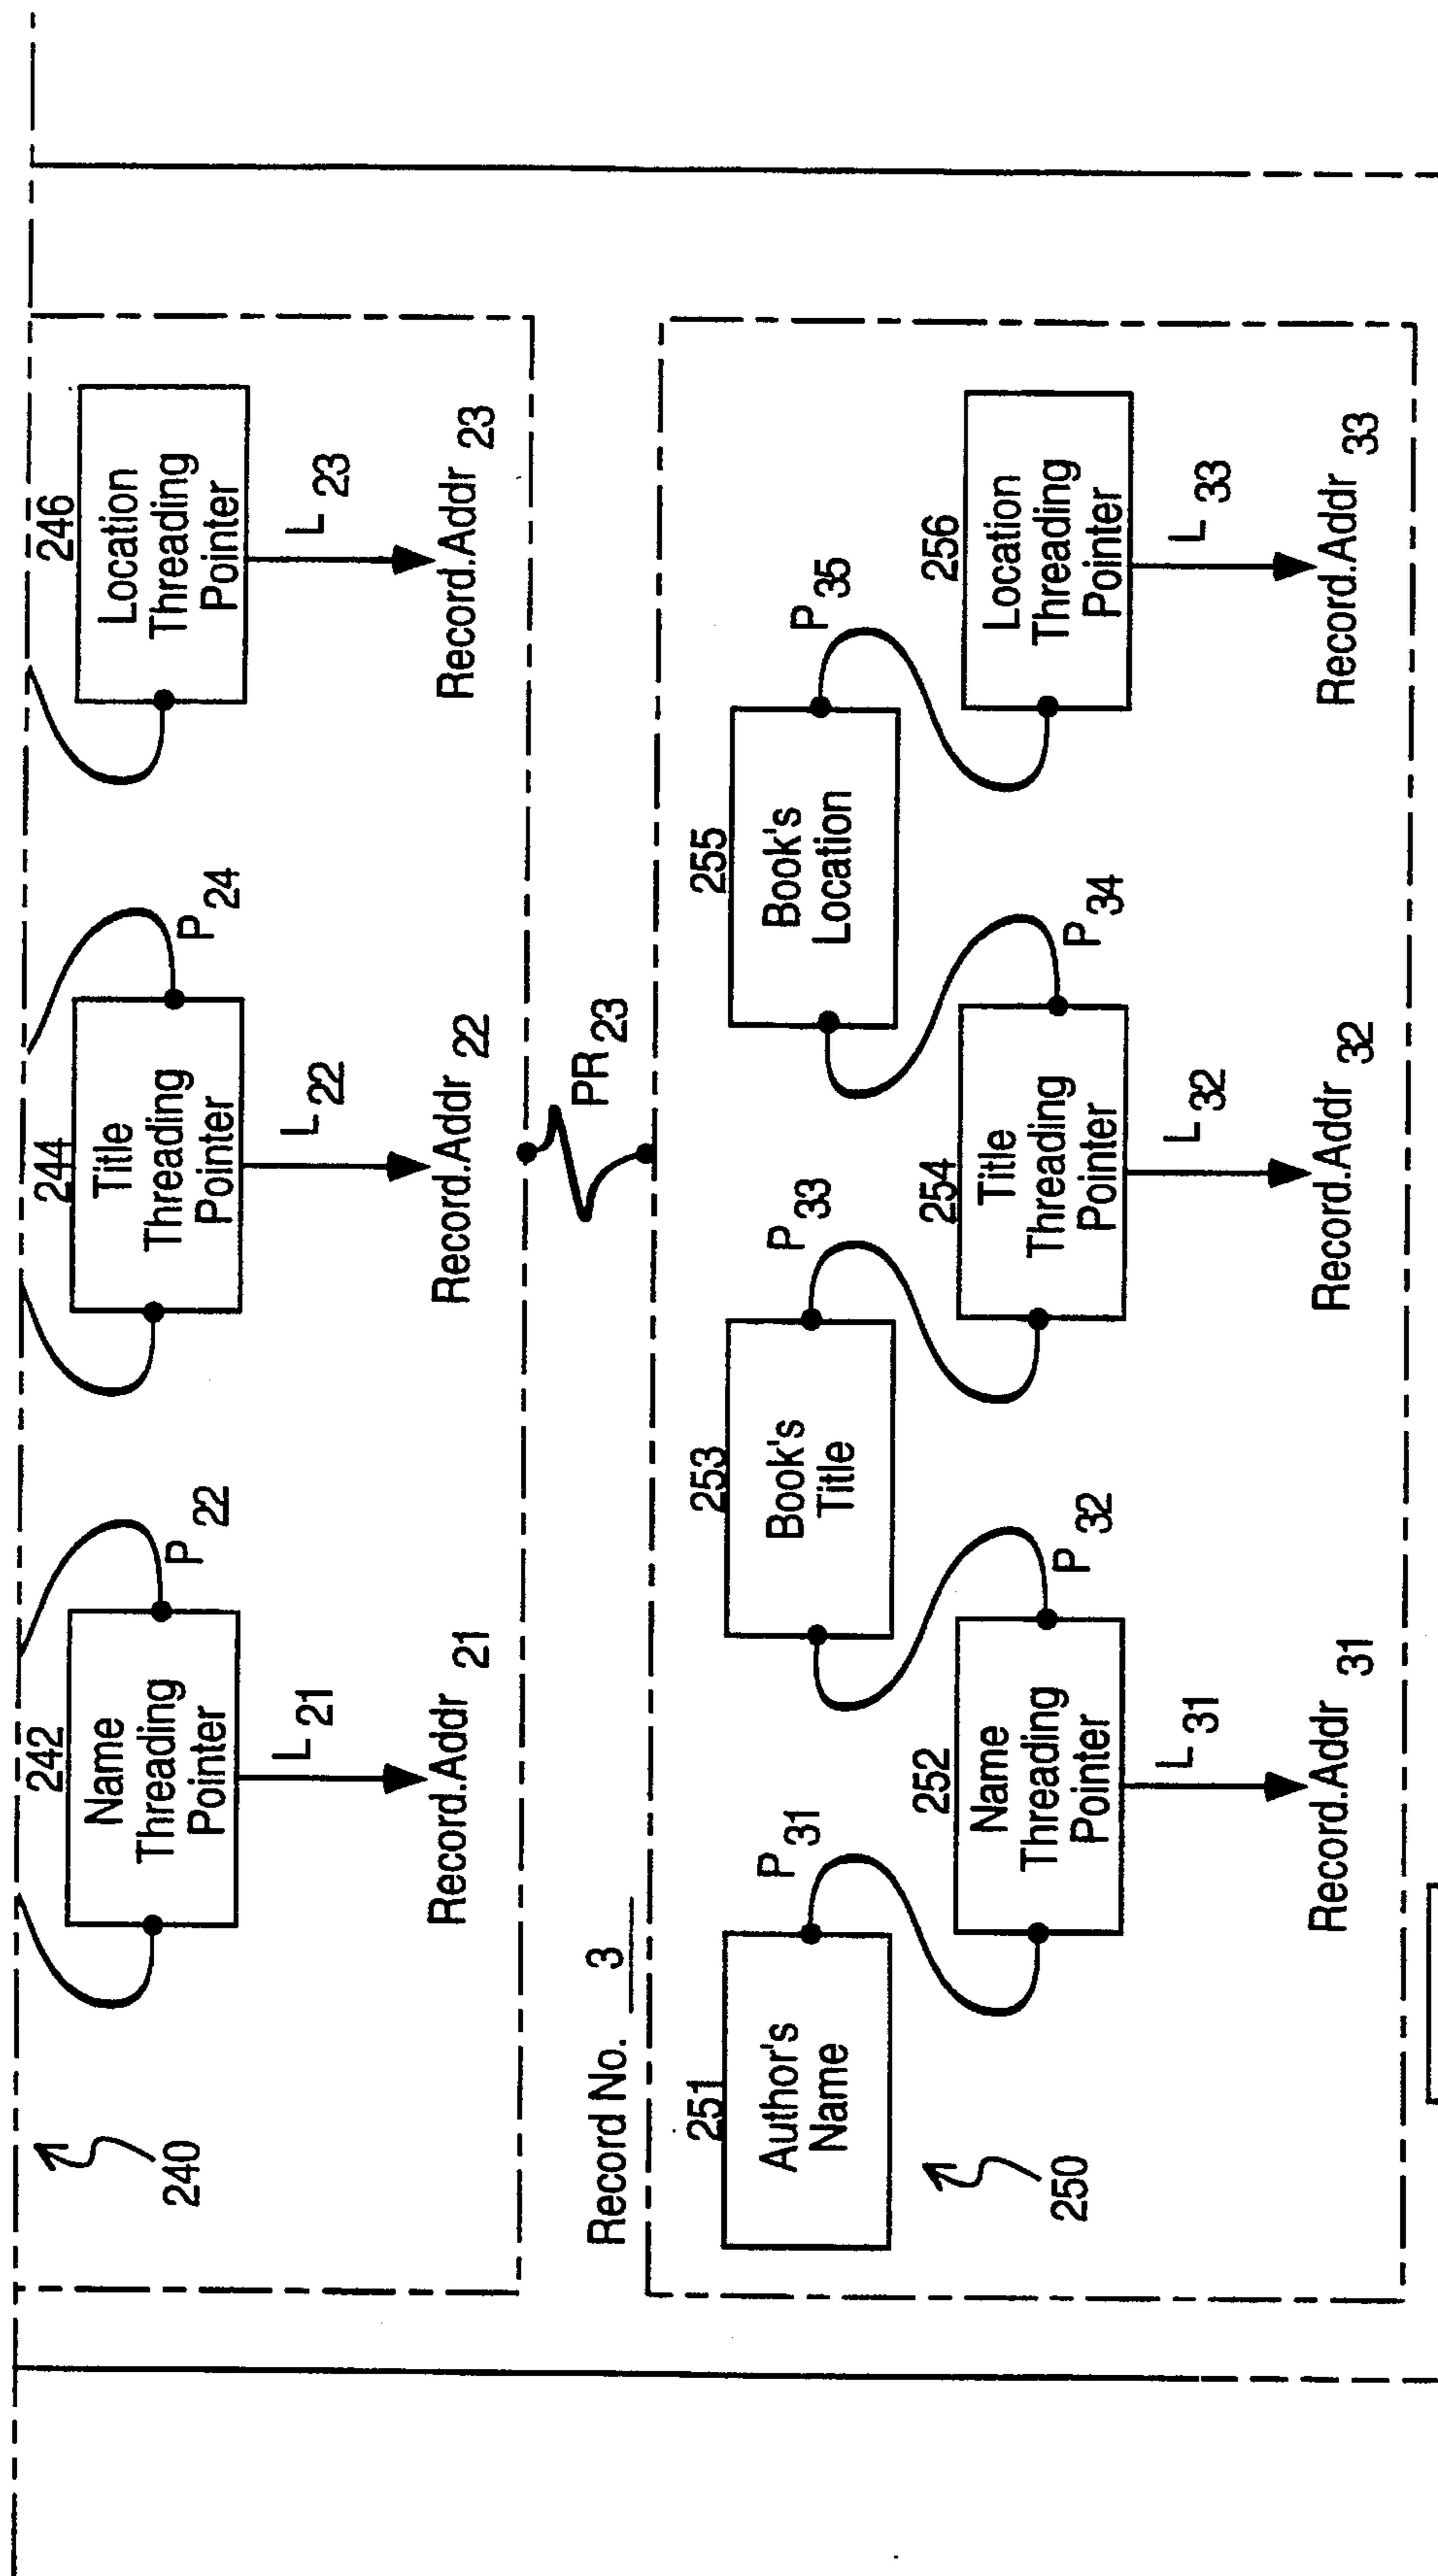 242
Name
Threading
Pointer
P 22
244
Title
Threading
Pointer
P 24
246
Location
Threading
Pointer
240
L 21
L 22
L 23
Record.Addr 21
Record.Addr 22
Record.Addr 23
PR 23
Record No. 3
251
Author's
Name
P 31
253
Book's
Title
P 33
255
Book's
Location
P 35
250
252
Name
Threading
Pointer
P 32
254
Title
Threading
Pointer
P 34
256
Location
Threading
Pointer
L 31
L 32
L 33
Record.Addr 31
Record.Addr 32
Record.Addr 33